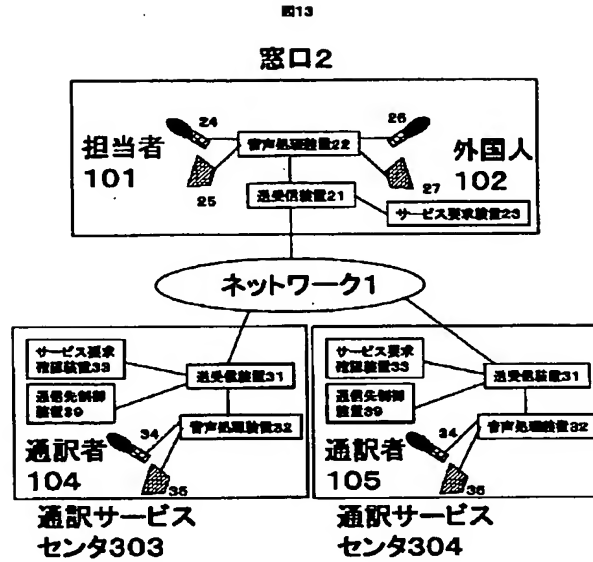 図13
窓口2
担当者
101
24
25
音声処理装置22
送受信装置21
26
27
外国人
102
サービス要求装置23
ネットワーク1
サービス要求
確認装置33
通信先制御
装置39
送受信装置31
音声処理装置32
34
35
通訳者
104
通訳サービス
センタ303
サービス要求
確認装置33
通信先制御
装置39
送受信装置31
音声処理装置32
34
35
通訳者
105
通訳サービス
センタ304